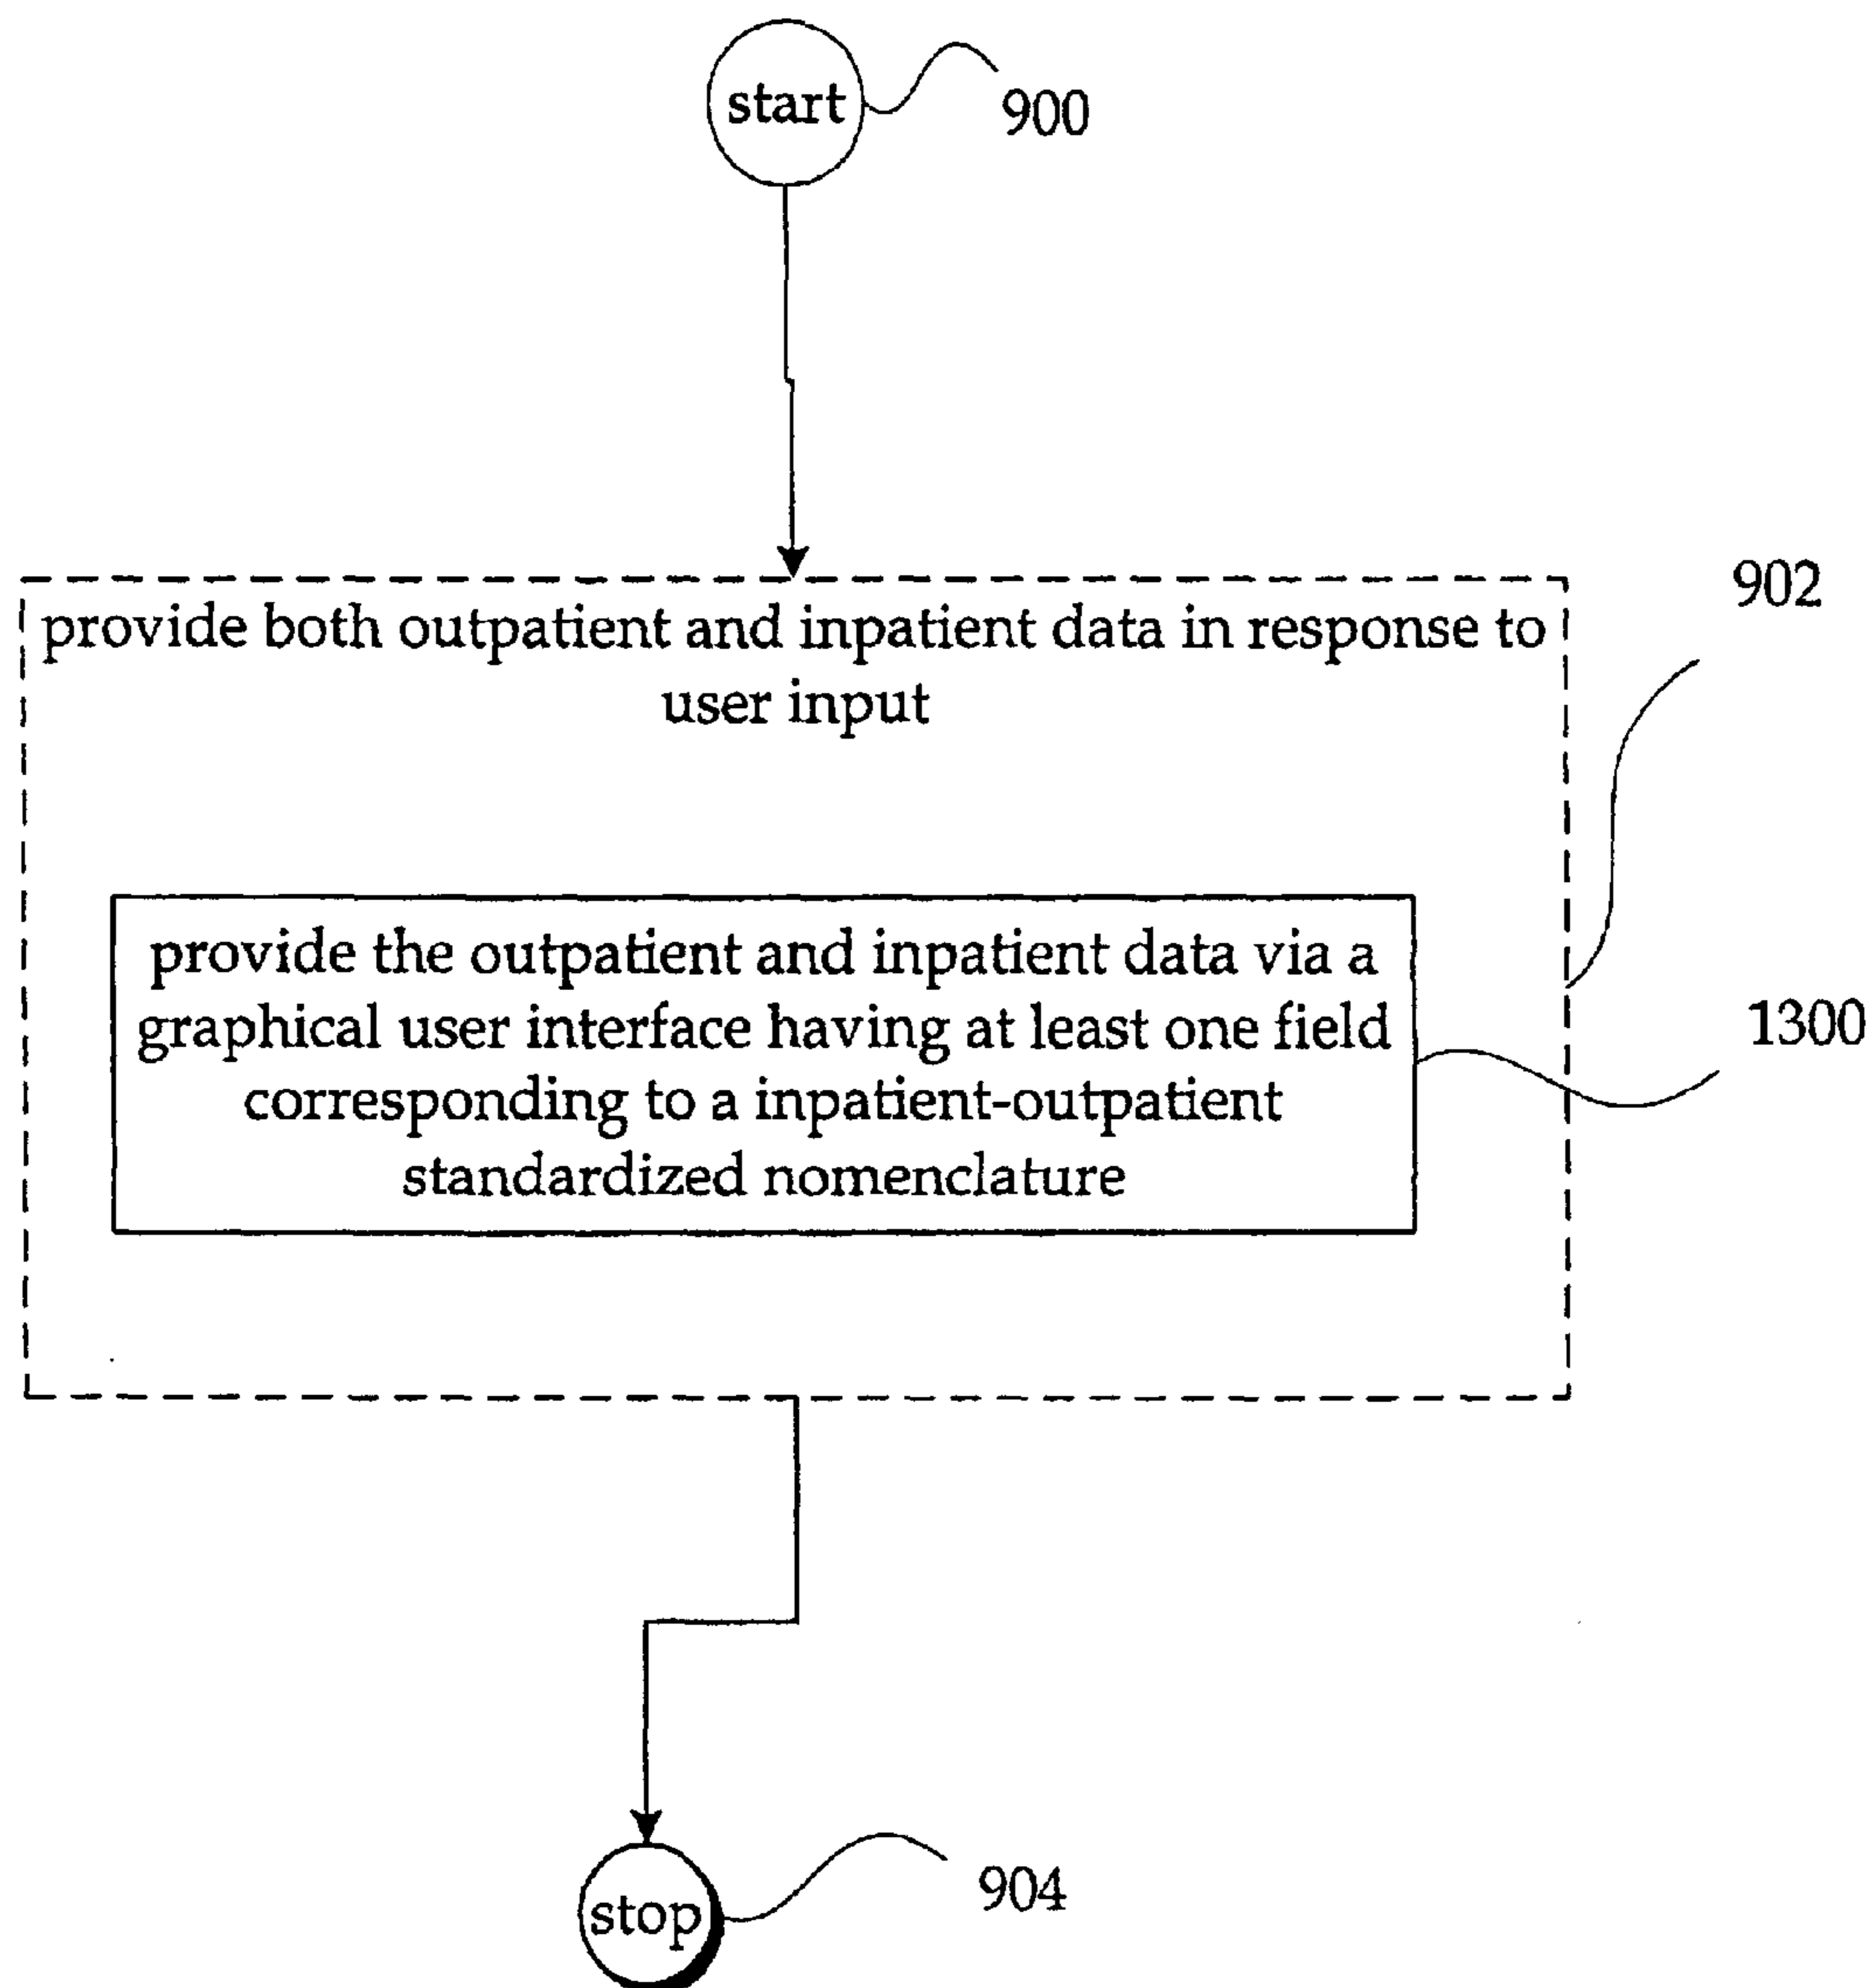 start
900
902
provide both outpatient and inpatient data in response to
user input
provide the outpatient and inpatient data via a
graphical user interface having at least one field
corresponding to a inpatient-outpatient
standardized nomenclature
1300
stop
904